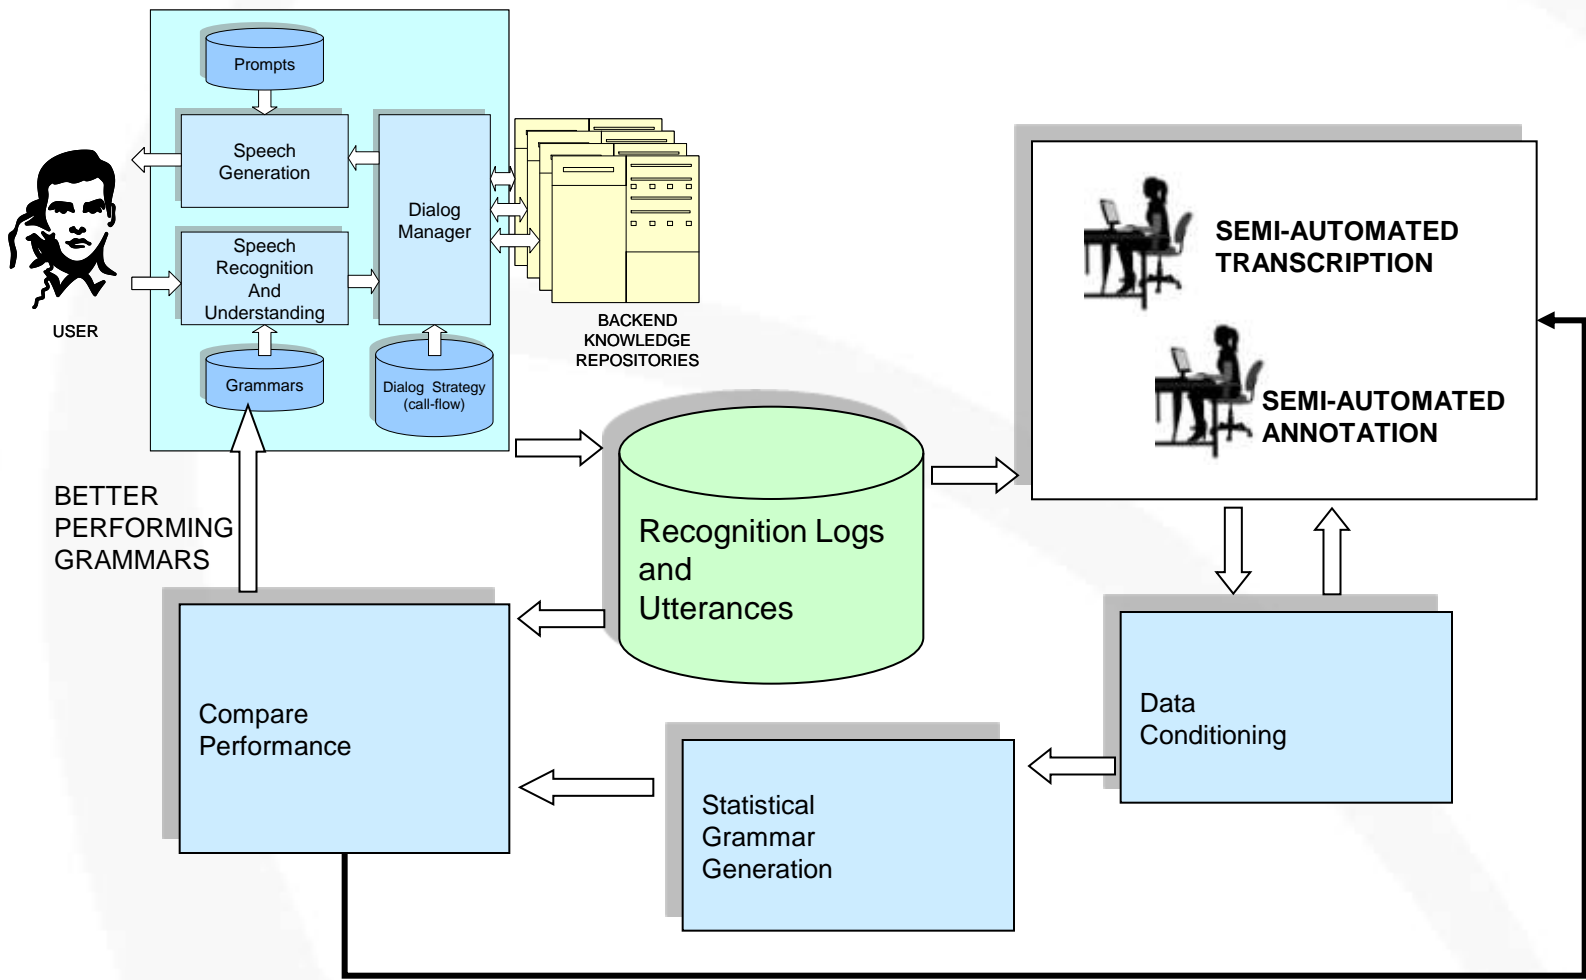 Prompts
Speech
Generation
Dialog
Manager
Speech
Recognition
And
Understanding
USER
Grammars
Dialog Strategy
(call-flow)
BACKEND
KNOWLEDGE
REPOSITORIES
SEMI-AUTOMATED
TRANSCRIPTION
SEMI-AUTOMATED
ANNOTATION
BETTER
PERFORMING
GRAMMARS
Recognition Logs
and
Utterances
Compare
Performance
Statistical
Grammar
Generation
Data
Conditioning